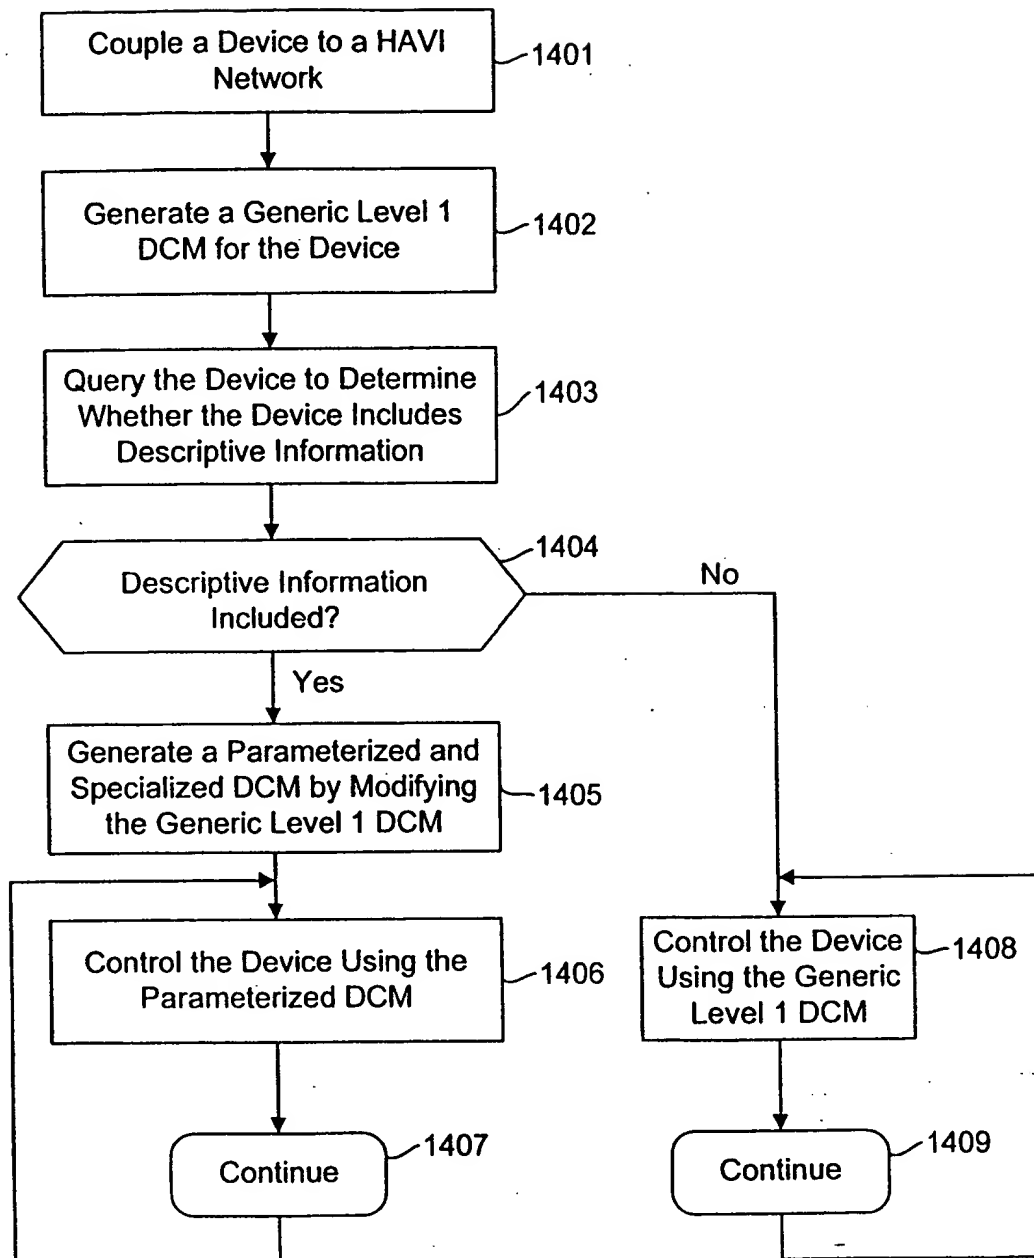 Couple a Device to a HAVI
Network
1401
Generate a Generic Level 1
DCM for the Device
1402
Query the Device to Determine
Whether the Device Includes
Descriptive Information
1403
Descriptive Information
Included?
1404
No
Yes
Generate a Parameterized and
Specialized DCM by Modifying
the Generic Level 1 DCM
1405
Control the Device Using the
Parameterized DCM
1406
Control the Device
Using the Generic
Level 1 DCM
1408
Continue
1407
Continue
1409